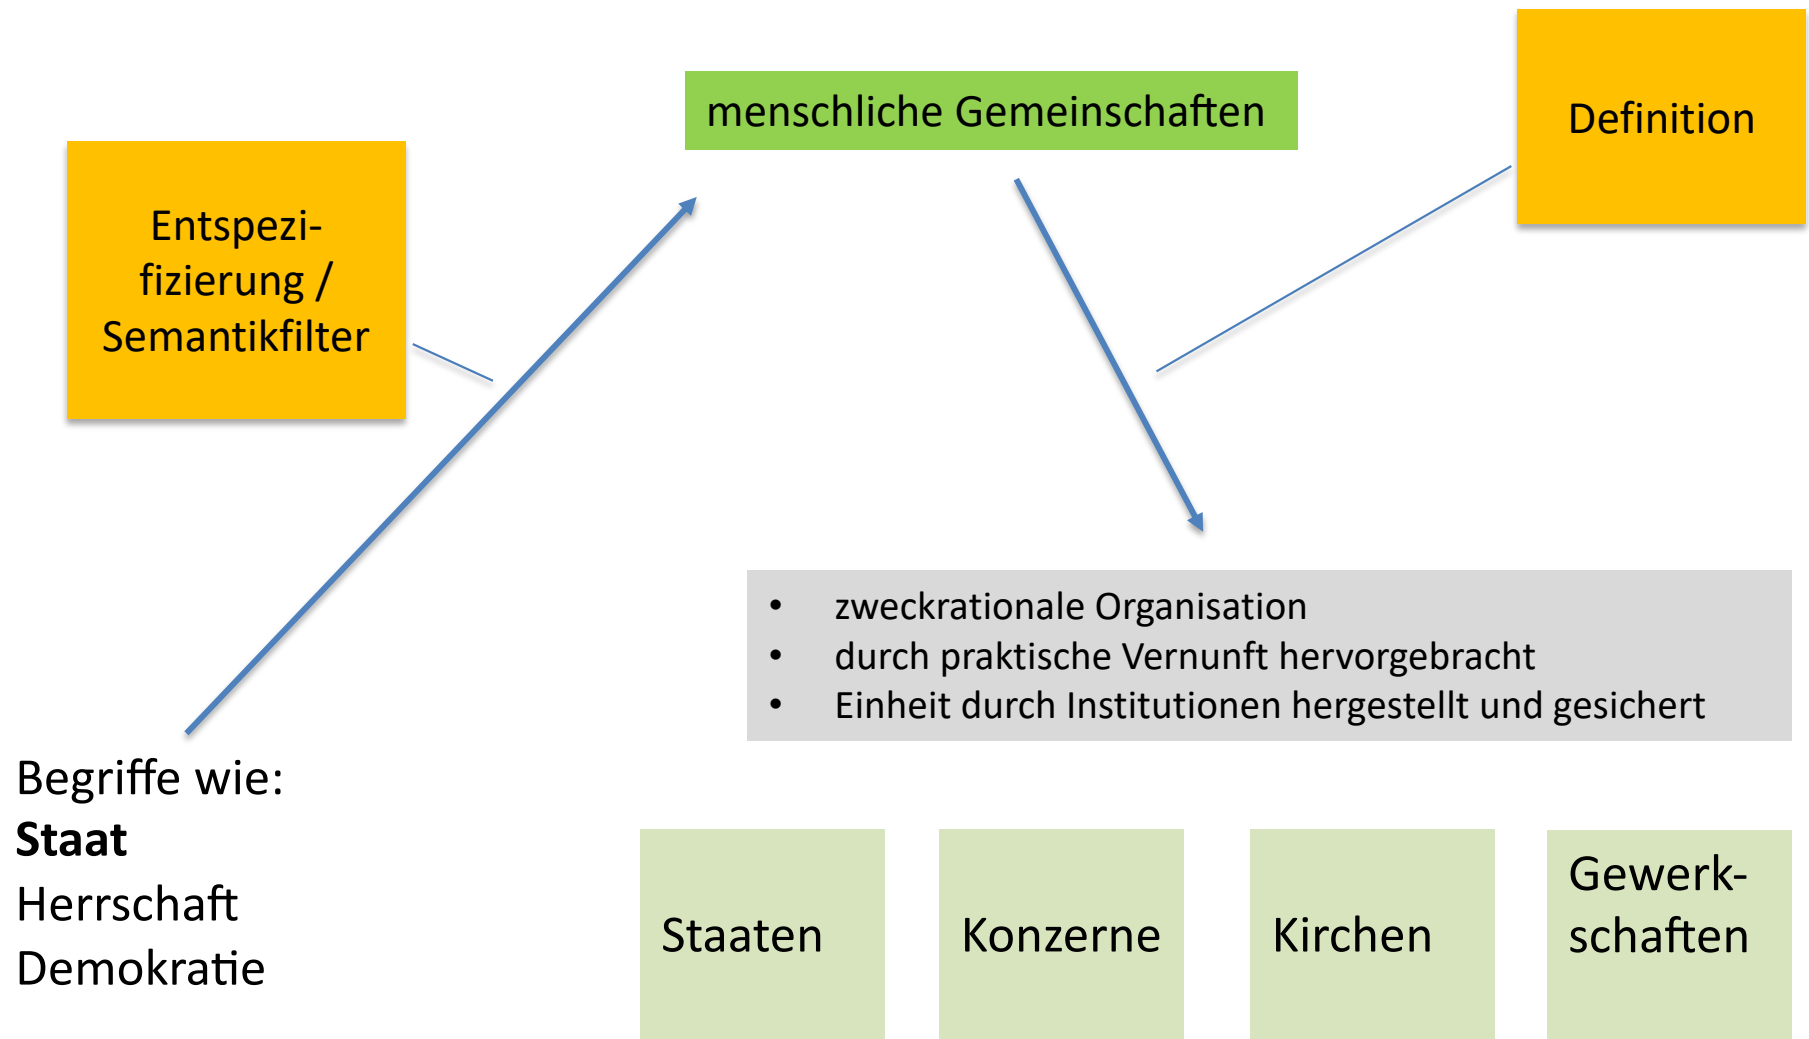 menschliche Gemeinschaften
Definition
Entspezi-
fizierung /
Semantikfilter
• zweckrationale Organisation
• durch praktische Vernunft hervorgebracht
• Einheit durch Institutionen hergestellt und gesichert
Begriffe wie:
Staat
Herrschaft
Demokratie
Staaten
Konzerne
Kirchen
Gewerk-
schaften